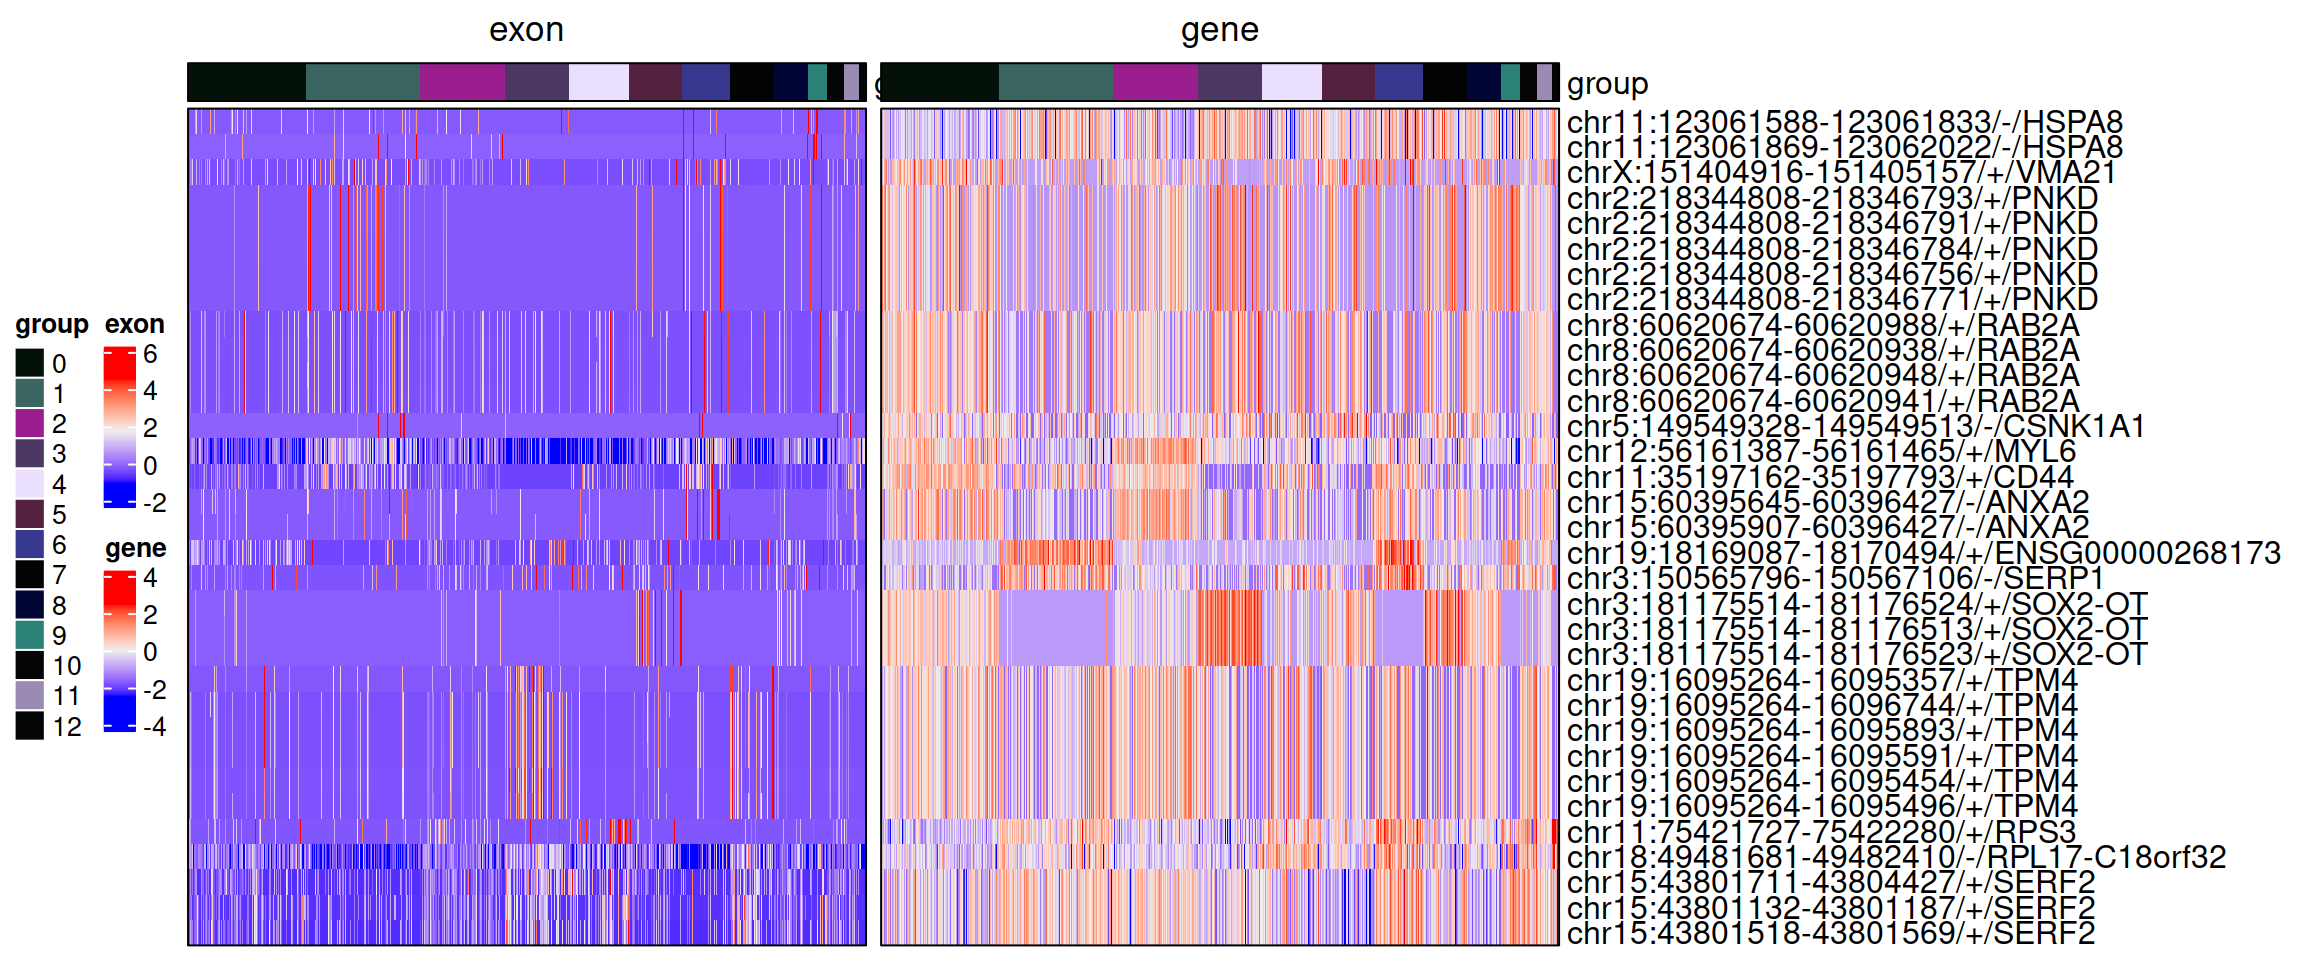 exon
gene
group
chr11:123061588-123061833/-/HSPA8
chr11:123061869-123062022/-/HSPA8
chrX:151404916-151405157/+/VMA21
chr2:218344808-218346793/+/PNKD
chr2:218344808-218346791/+/PNKD
chr2:218344808-218346784/+/PNKD
chr2:218344808-218346756/+/PNKD
chr2:218344808-218346771/+/PNKD
chr8:60620674-60620988/+/RAB2A
chr8:60620674-60620938/+/RAB2A
chr8:60620674-60620948/+/RAB2A
chr8:60620674-60620941/+/RAB2A
chr5:149549328-149549513/-/CSNK1A1
chr12:56161387-56161465/+/MYL6
chr11:35197162-35197793/+/CD44
chr15:60395645-60396427/-/ANXA2
chr15:60395907-60396427/-/ANXA2
chr19:18169087-18170494/+/ENSG00000268173
chr3:150565796-150567106/-/SERP1
chr3:181175514-181176524/+/SOX2-OT
chr3:181175514-181176513/+/SOX2-OT
chr3:181175514-181176523/+/SOX2-OT
chr19:16095264-16095357/+/TPM4
chr19:16095264-16096744/+/TPM4
chr19:16095264-16095893/+/TPM4
chr19:16095264-16095591/+/TPM4
chr19:16095264-16095454/+/TPM4
chr19:16095264-16095496/+/TPM4
chr11:75421727-75422280/+/RPS3
chr18:49481681-49482410/-/RPL17-C18orf32
chr15:43801711-43804427/+/SERF2
chr15:43801132-43801187/+/SERF2
chr15:43801518-43801569/+/SERF2
group
0
1
2
3
4
5
6
7
8
9
10
11
12
exon
6
4
2
0
-2
gene
4
2
0
-2
-4